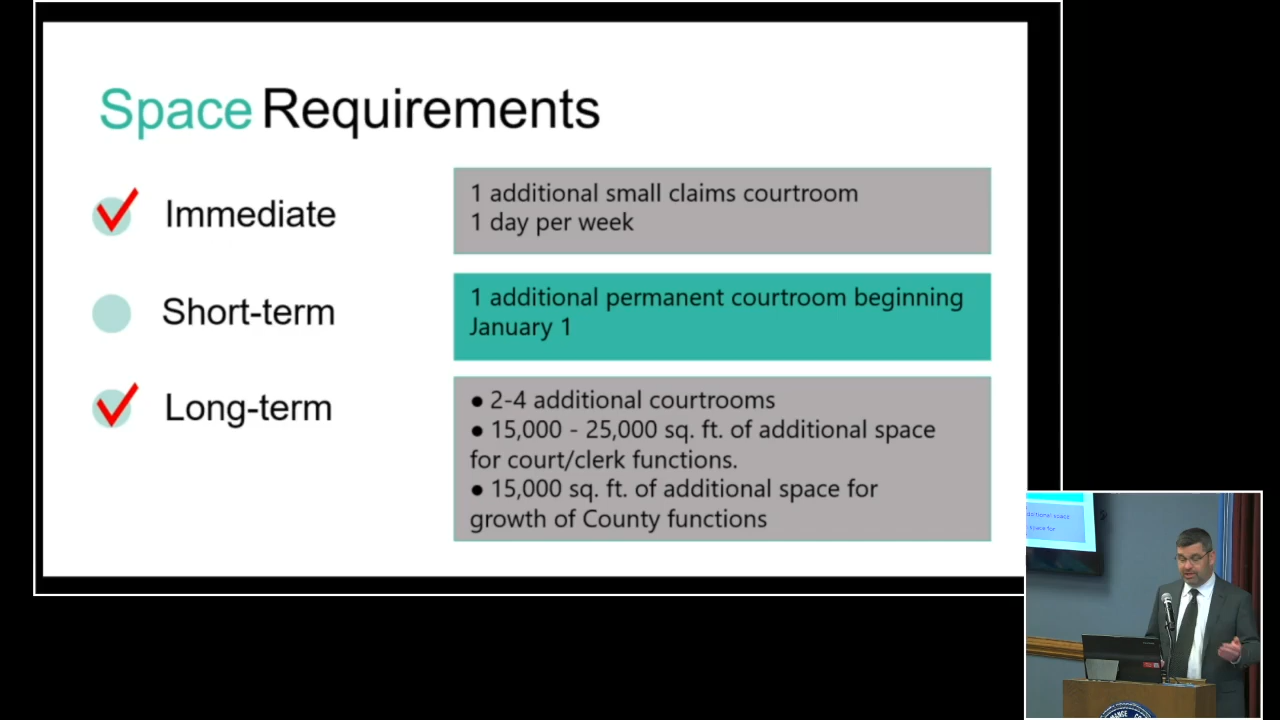 Space Requirements
Immediate
1 additional small claims courtroom
1 day per week
Short-term
1 additional permanent courtroom beginning
January 1
Long-term
● 2-4 additional courtrooms
● 15,000 - 25,000 sq. ft. of additional space
for court/clerk functions.
● 15,000 sq. ft. of additional space for
growth of County functions